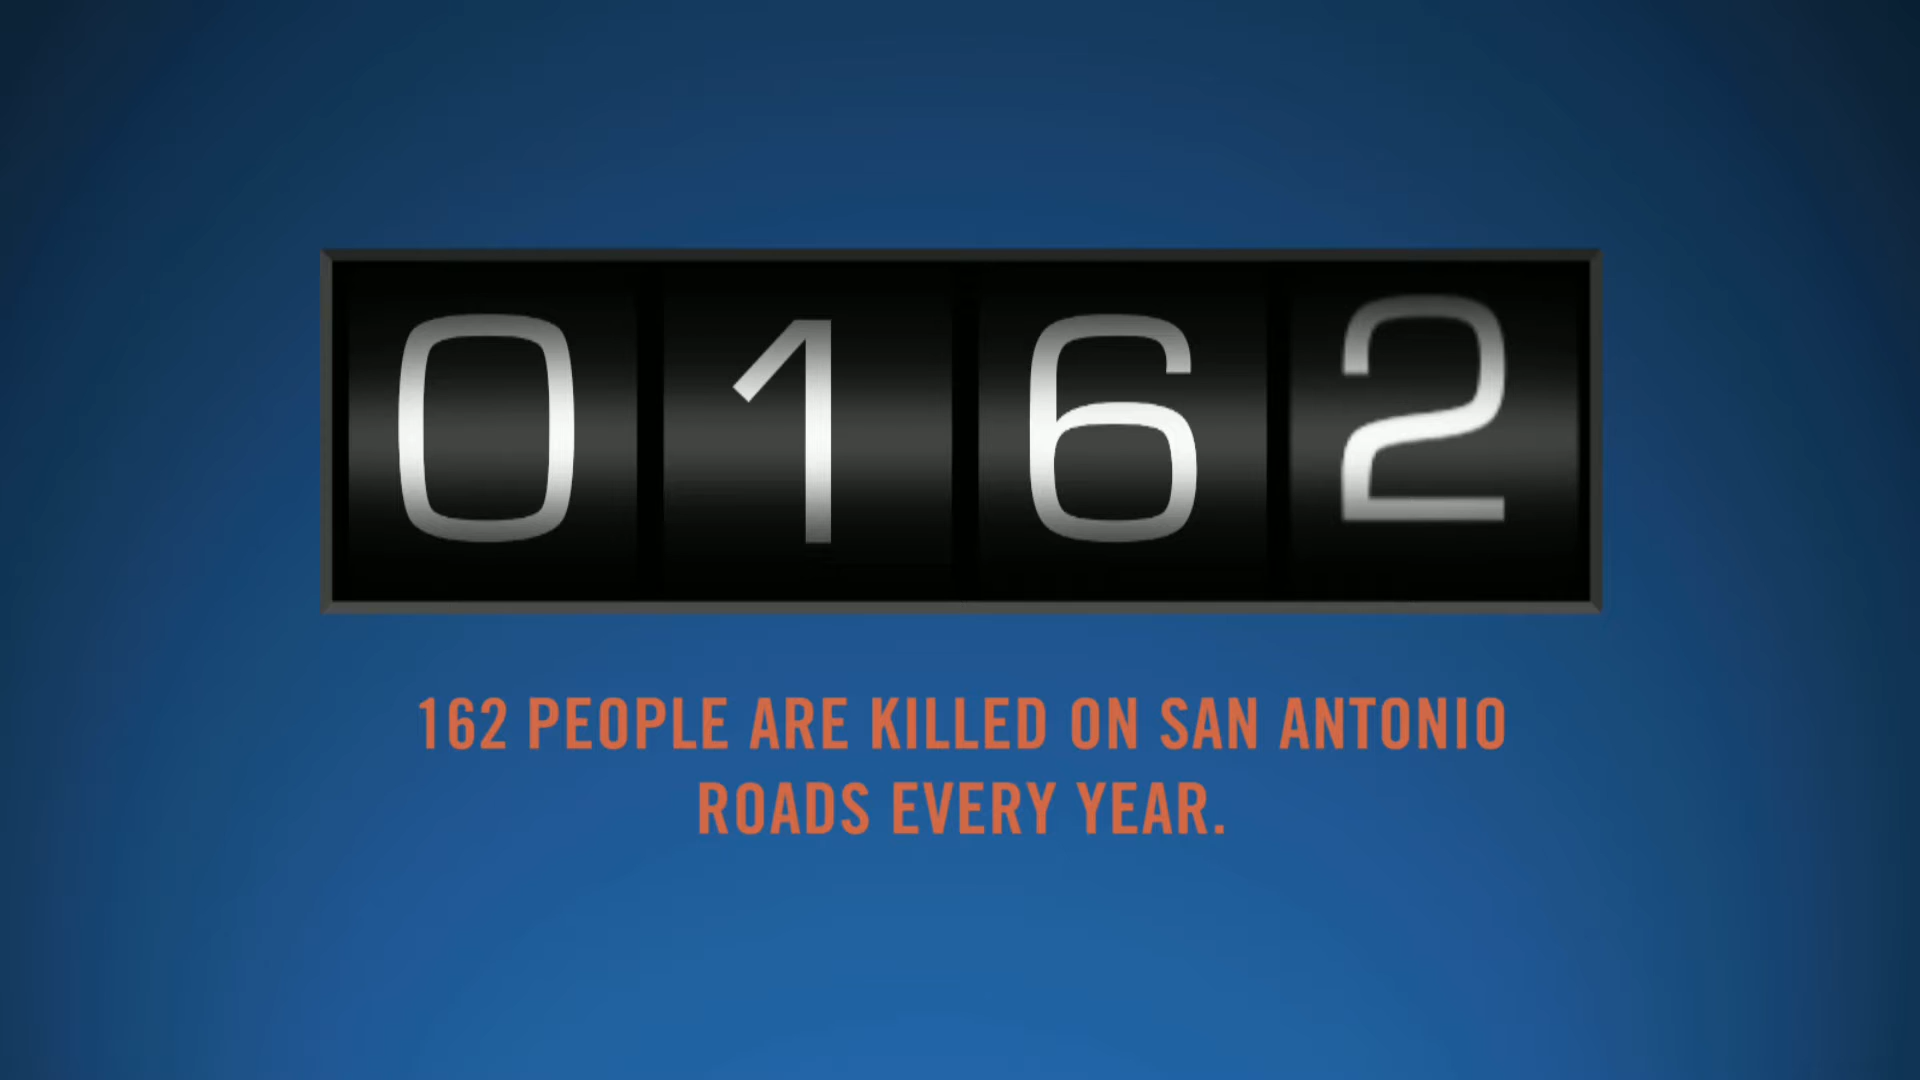 0162
162 PEOPLE ARE KILLED ON SAN ANTONIO
ROADS EVERY YEAR.